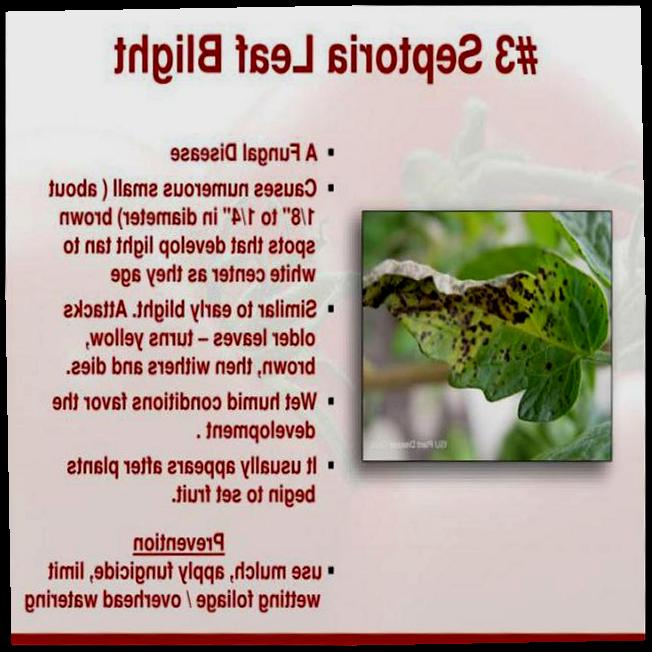 #3 Septoria Leaf Blight
▪ A Fungal Disease
▪ Causes numerous small ( about
1/8" to 1/4" in diameter) brown
spots that develop light tan to
white center as they age
▪ Similar to early blight. Attacks
older leaves – turns yellow,
brown, then withers and dies.
▪ Wet humid conditions favor the
development .
▪ It usually appears after plants
begin to set fruit.
Prevention
▪ use mulch, apply fungicide, limit
wetting foliage / overhead watering
ISU Plant Disease